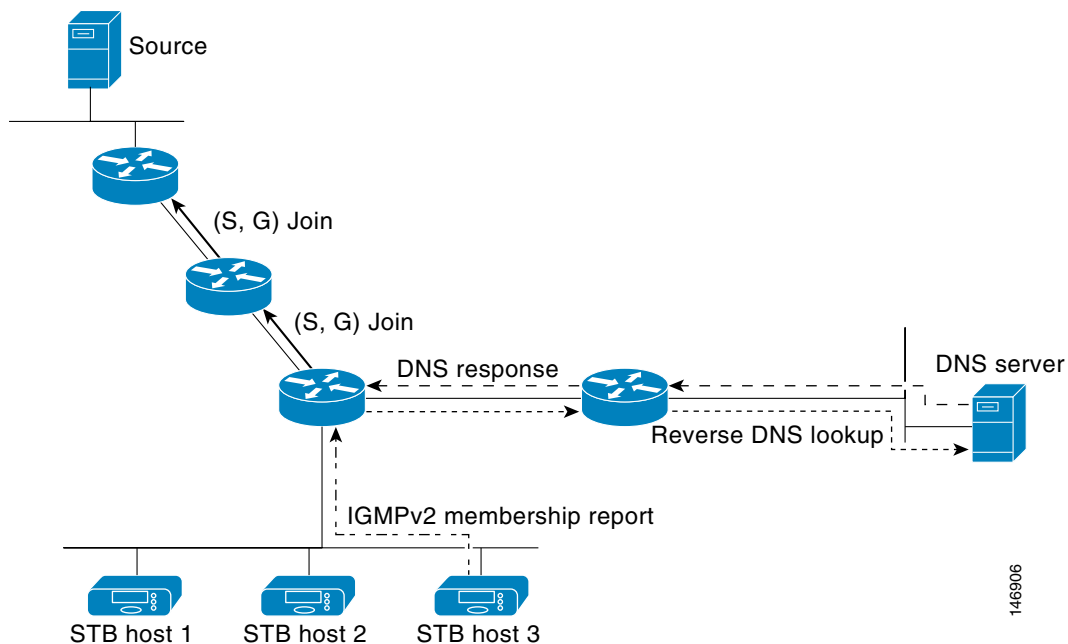 Source
(S, G) Join
(S, G) Join
DNS response
DNS server
Reverse DNS lookup
IGMPv2 membership report
STB host 1
STB host 2
STB host 3
146906